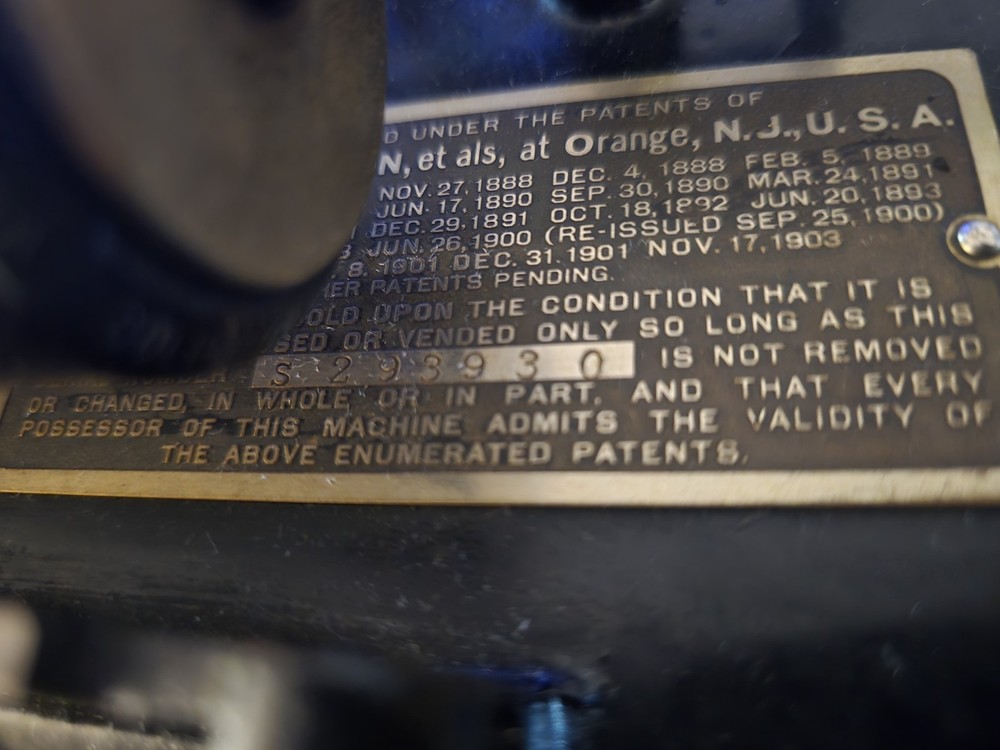 D UNDER THE PATENTS OF
N, et als, at Orange, N.J., U.S.A.
NOV. 27, 1888 DEC. 4, 1888 FEB. 5, 1889
JUN. 17, 1890 SEP. 30, 1890 MAR. 24, 1891
DEC. 29, 1891 OCT. 18, 1892 JUN. 20, 1893
JUN. 26, 1900 (RE-ISSUED SEP. 25, 1900)
8. 1901 DEC. 31. 1901 NOV. 17, 1903
ER PATENTS PENDING.
OLD UPON THE CONDITION THAT IT IS
SED OR VENDED ONLY SO LONG AS THIS
S 293930 IS NOT REMOVED
OR CHANGED, IN WHOLE OR IN PART, AND THAT EVERY
POSSESSOR OF THIS MACHINE ADMITS THE VALIDITY OF
THE ABOVE ENUMERATED PATENTS.